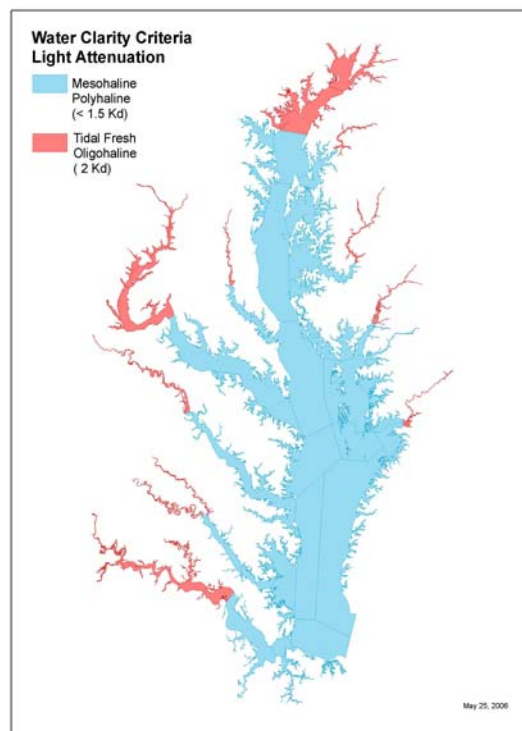 Water Clarity Criteria
Light Attenuation
Mesohaline
Polyhaline
(< 1.5 Kd)
Tidal Fresh
Oligohaline
( 2 Kd)
May 25, 2006